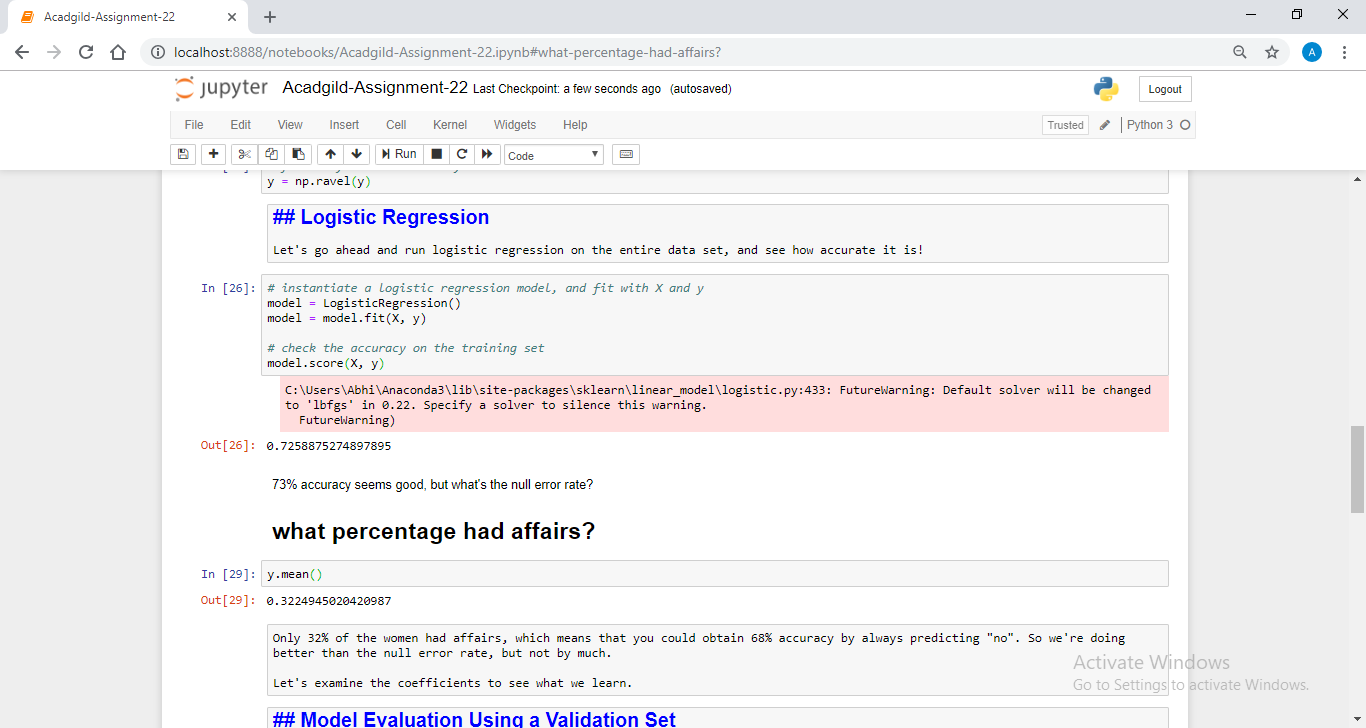 Acadgild-Assignment-22
localhost:8888/notebooks/Acadgild-Assignment-22.ipynb#what-percentage-had-affairs?
A
jupyter Acadgild-Assignment-22 Last Checkpoint: a few seconds ago (autosaved)
Logout
File Edit View Insert Cell Kernel Widgets Help
Trusted Python 3
Run Code
y = np.ravel(y)
## Logistic Regression
Let's go ahead and run logistic regression on the entire data set, and see how accurate it is!
In [26]: # instantiate a logistic regression model, and fit with X and y
model = LogisticRegression()
model = model.fit(X, y)
# check the accuracy on the training set
model.score(X, y)
C:\Users\Abhi\Anaconda3\lib\site-packages\sklearn\linear_model\logistic.py:433: FutureWarning: Default solver will be changed
to 'lbfgs' in 0.22. Specify a solver to silence this warning.
FutureWarning)
Out[26]: 0.7258875274897895
73% accuracy seems good, but what's the null error rate?
what percentage had affairs?
In [29]: y.mean()
Out[29]: 0.3224945020420987
Only 32% of the women had affairs, which means that you could obtain 68% accuracy by always predicting "no". So we're doing
better than the null error rate, but not by much.
Let's examine the coefficients to see what we learn.
Activate Windows
Go to Settings to activate Windows.
## Model Evaluation Using a Validation Set